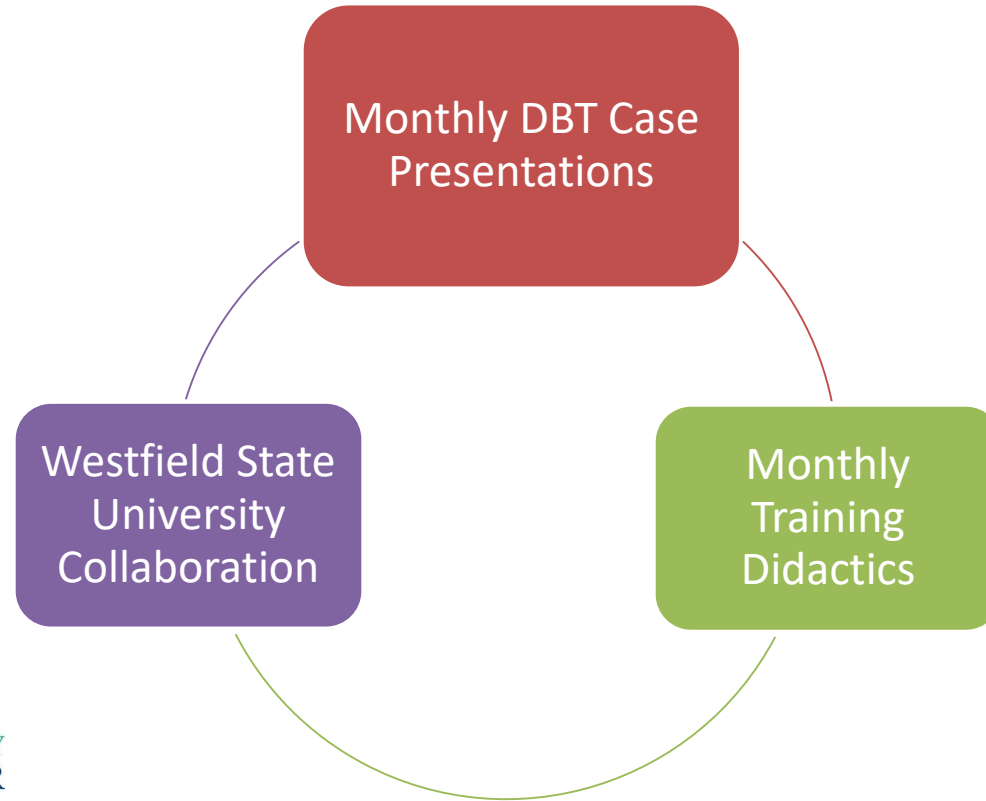 Monthly DBT Case
Presentations
Westfield State
University
Collaboration
Monthly
Training
Didactics